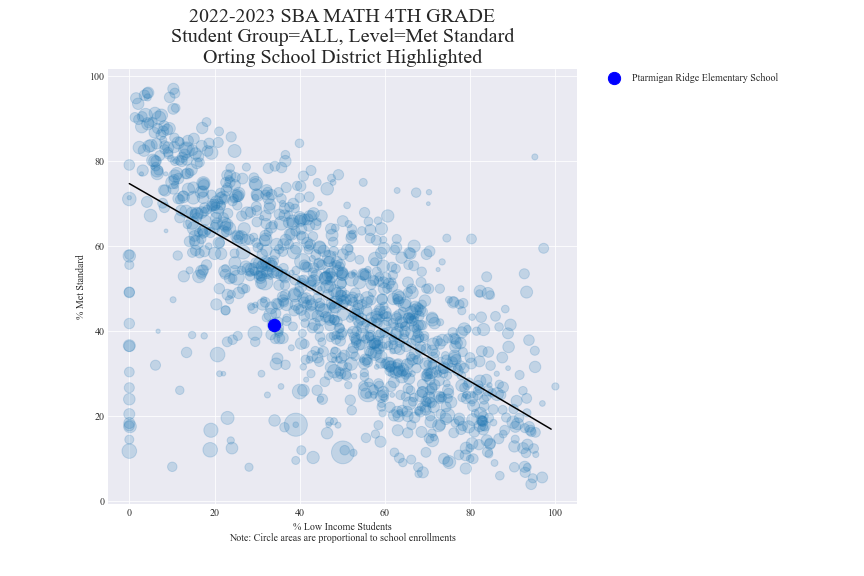 2022-2023 SBA MATH 4TH GRADE
Student Group=ALL, Level=Met Standard
Orting School District Highlighted
Ptarmigan Ridge Elementary School
% Met Standard
100
80
60
40
20
0
0 20 40 60 80 100
% Low Income Students
Note: Circle areas are proportional to school enrollments